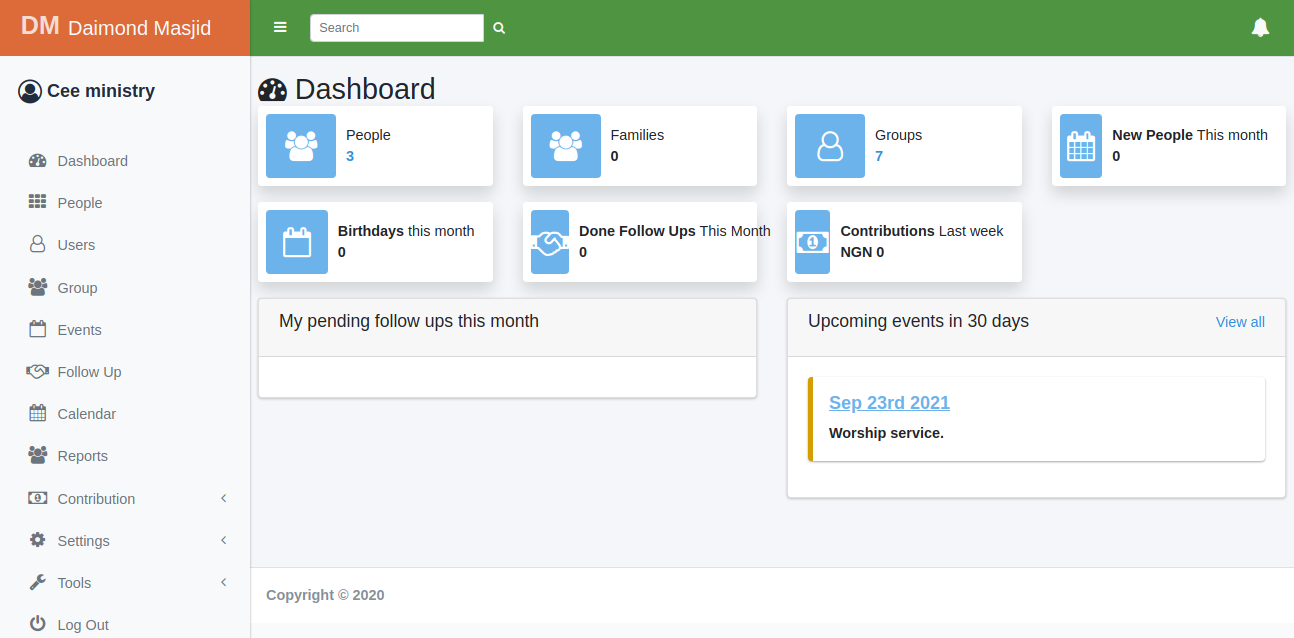 DM Daimond Masjid
Search
Cee ministry
Dashboard
People
Users
Group
Events
Follow Up
Calendar
Reports
Contribution
Settings
Tools
Log Out
Dashboard
People
3
Families
0
Groups
7
New People This month
0
Birthdays this month
0
Done Follow Ups This Month
0
Contributions Last week
NGN 0
My pending follow ups this month
Upcoming events in 30 days
View all
Sep 23rd 2021
Worship service.
Copyright © 2020